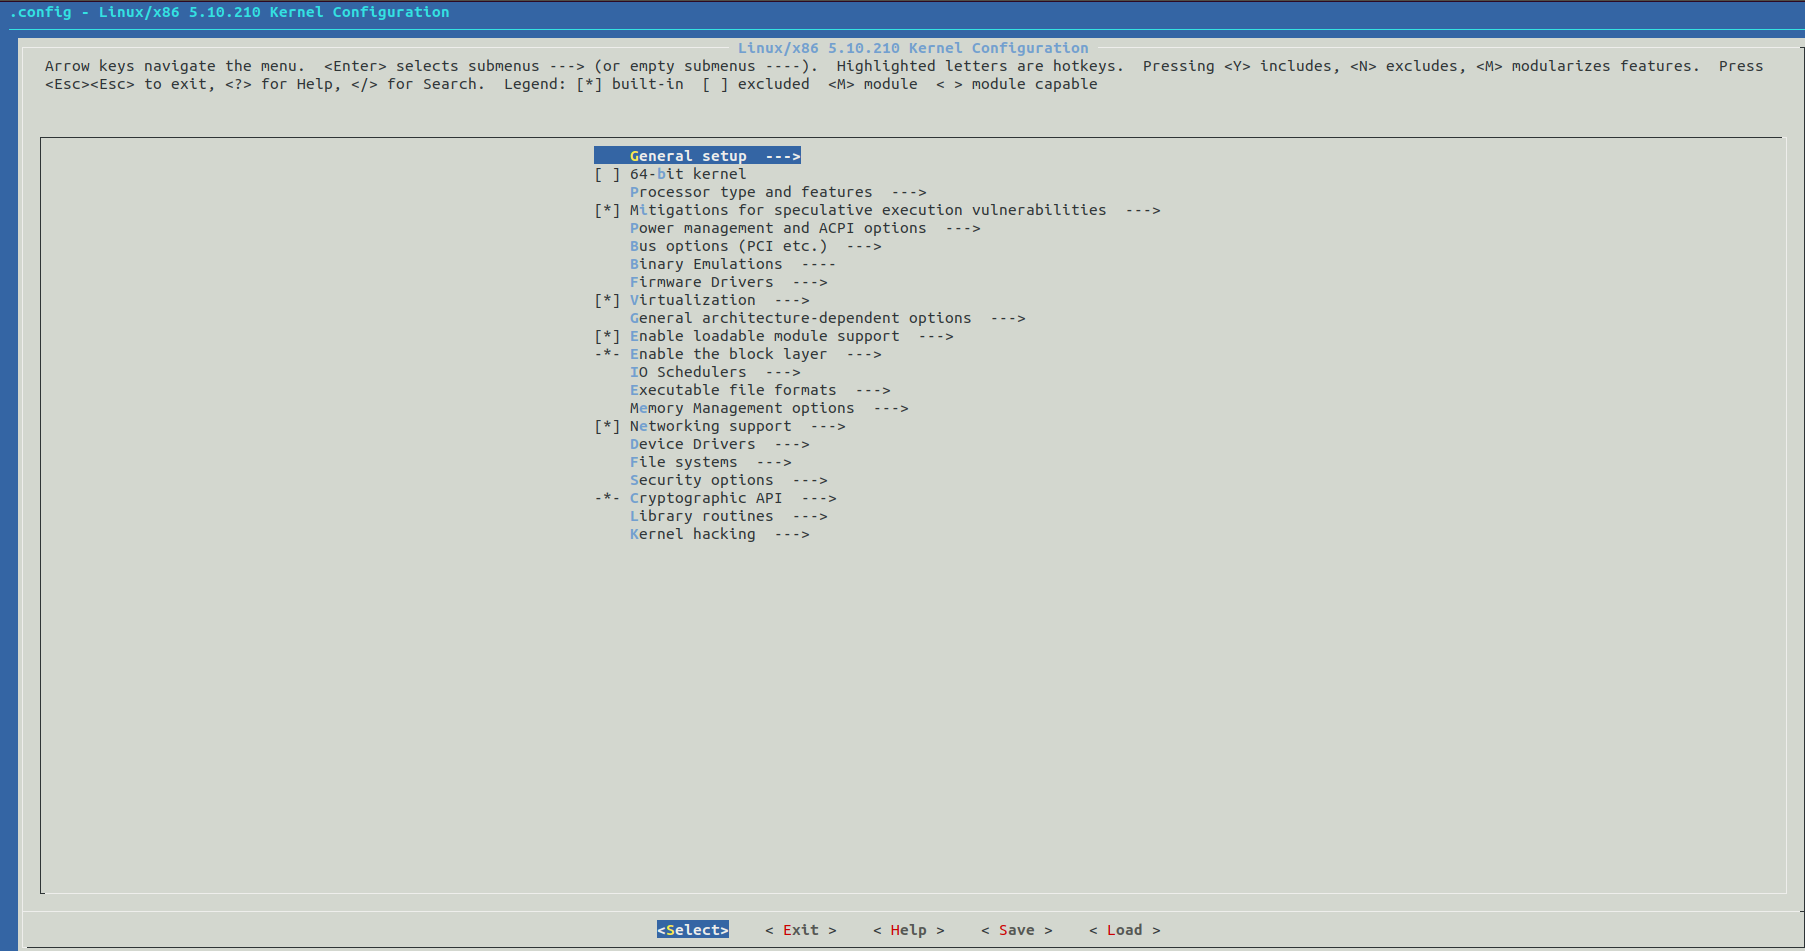 .config - Linux/x86 5.10.210 Kernel Configuration
Linux/x86 5.10.210 Kernel Configuration
Arrow keys navigate the menu.  <Enter> selects submenus ---> (or empty submenus ----).  Highlighted letters are hotkeys.  Pressing <Y> includes, <N> excludes, <M> modularizes features.  Press
<Esc><Esc> to exit, <?> for Help, </> for Search.  Legend: [*] built-in  [ ] excluded  <M> module  < > module capable
General setup  --->
[ ] 64-bit kernel
Processor type and features  --->
[*] Mitigations for speculative execution vulnerabilities  --->
Power management and ACPI options  --->
Bus options (PCI etc.)  --->
Binary Emulations  ----
Firmware Drivers  --->
[*] Virtualization  --->
General architecture-dependent options  --->
[*] Enable loadable module support  --->
-*- Enable the block layer  --->
IO Schedulers  --->
Executable file formats  --->
Memory Management options  --->
[*] Networking support  --->
Device Drivers  --->
File systems  --->
Security options  --->
-*- Cryptographic API  --->
Library routines  --->
Kernel hacking  --->
<Select>    < Exit >    < Help >    < Save >    < Load >